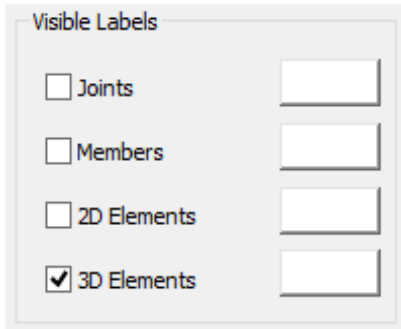 Visible Labels
Joints
Members
2D Elements
3D Elements